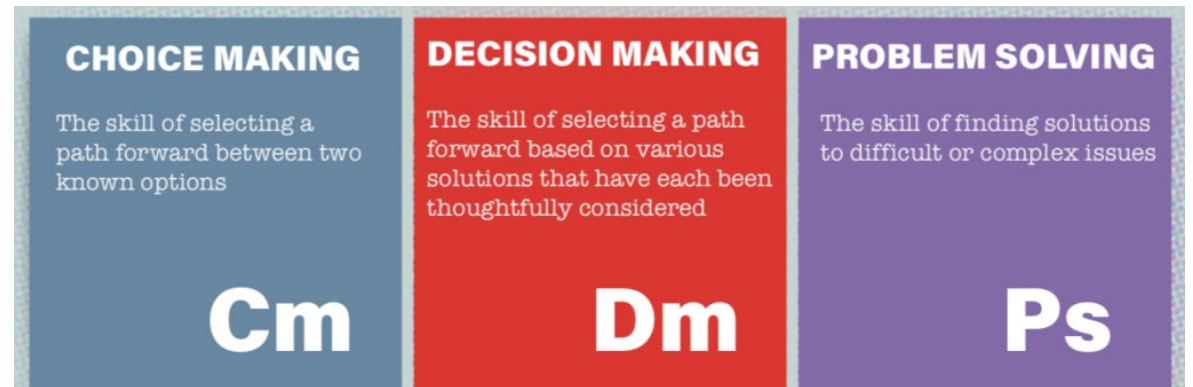 CHOICE MAKING
The skill of selecting a
path forward between two
known options
Cm
DECISION MAKING
The skill of selecting a path
forward based on various
solutions that have each been
thoughtfully considered
Dm
PROBLEM SOLVING
The skill of finding solutions
to difficult or complex issues
Ps